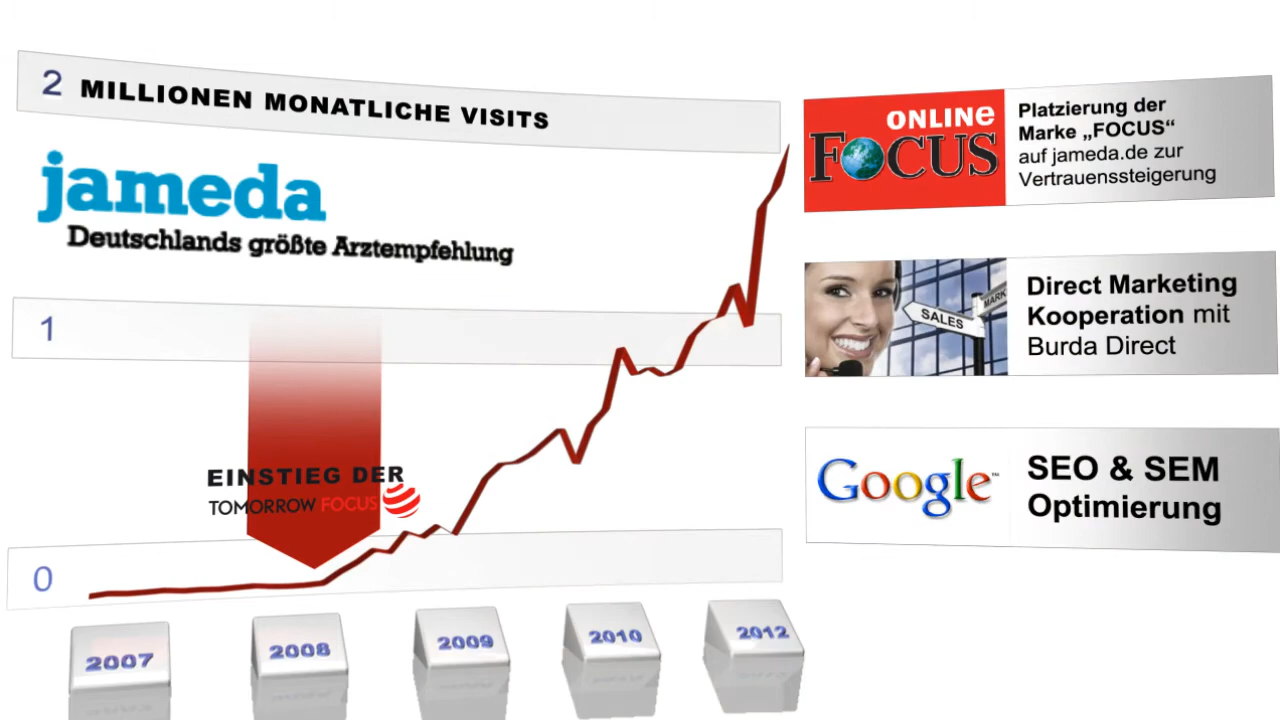 2 MILLIONEN MONATLICHE VISITS
jameda
Deutschlands größte Arztempfehlung
1
EINSTIEG DER
TOMORROW FOCUS
0
2007
2008
2009
2010
2012
ONLINE
FOCUS
Platzierung der
Marke „FOCUS“
auf jameda.de zur
Vertrauenssteigerung
SALES
MARK
Direct Marketing
Kooperation mit
Burda Direct
Google™
SEO & SEM
Optimierung